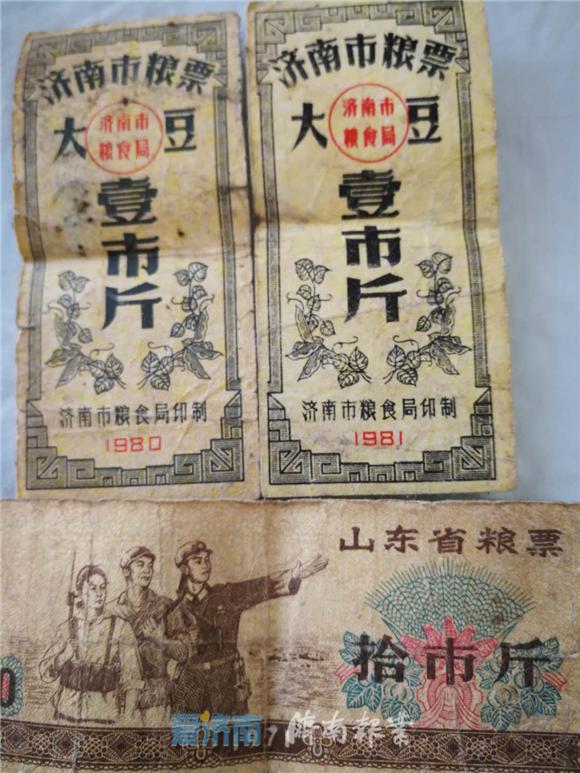 济南市粮票
大豆
济南市
粮食局
壹市斤
济南市粮食局印制
1980
济南市粮票
大豆
济南市
粮食局
壹市斤
济南市粮食局印制
1981
山东省粮票
拾市斤
0
爱济南 济南报业